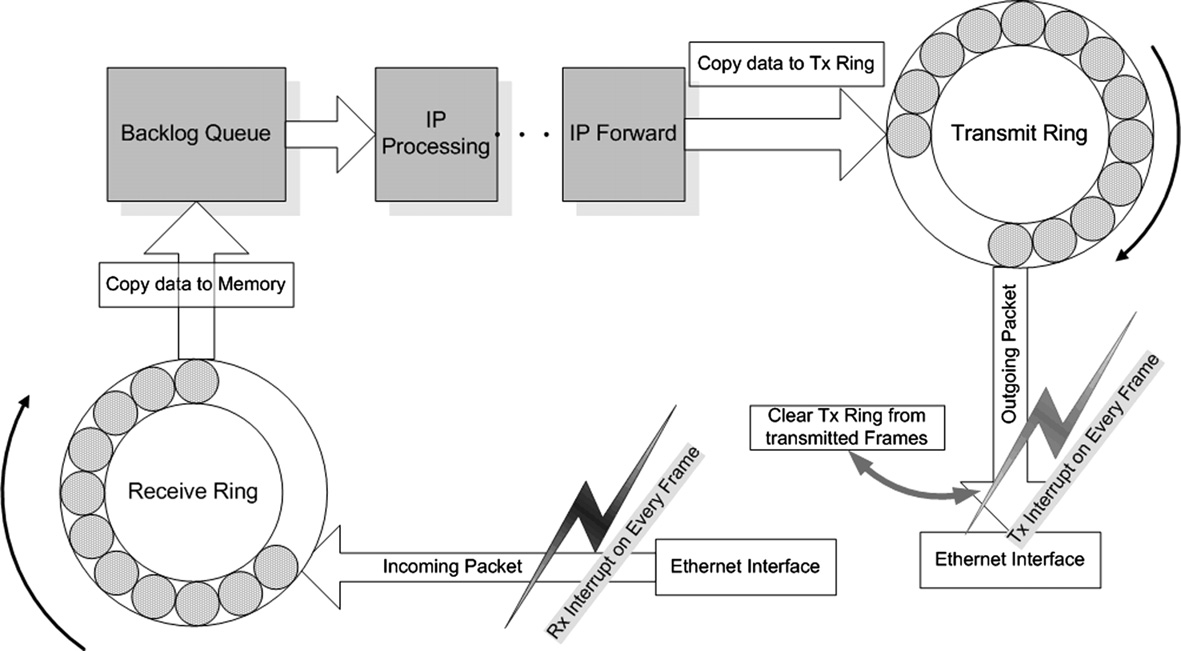 Copy data to Tx Ring
Backlog Queue
IP
Processing
IP Forward
Transmit Ring
Copy data to Memory
Outgoing Packet
Tx Interrupt on Every Frame
Clear Tx Ring from
transmitted Frames
Receive Ring
Rx Interrupt on Every Frame
Incoming Packet
Ethernet Interface
Ethernet Interface